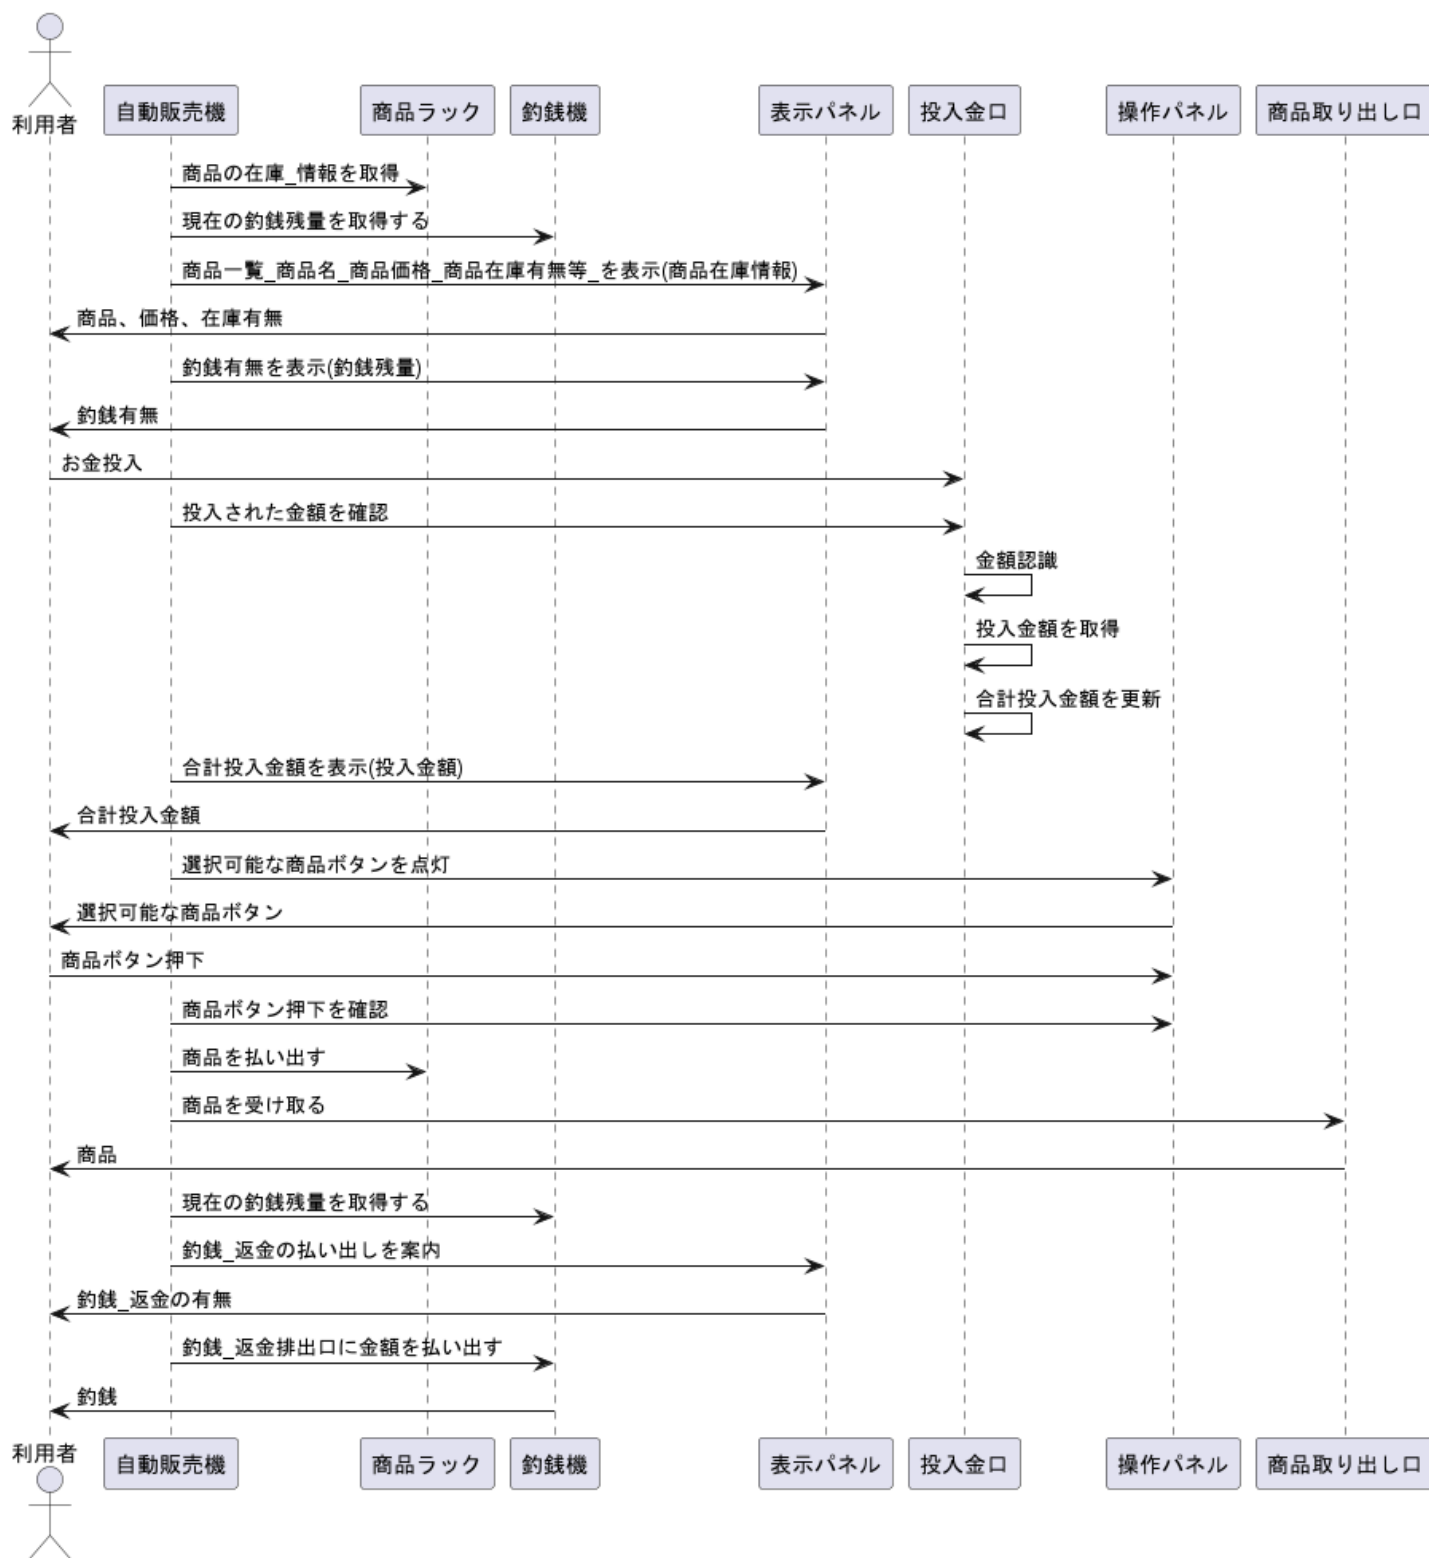 利用者
自動販売機
商品ラック
釣銭機
表示パネル
投入金口
操作パネル
商品取り出し口
商品の在庫_情報を取得
現在の釣銭残量を取得する
商品一覧_商品名_商品価格_商品在庫有無等_を表示(商品在庫情報)
商品、価格、在庫有無
釣銭有無を表示(釣銭残量)
釣銭有無
お金投入
投入された金額を確認
金額認識
投入金額を取得
合計投入金額を更新
合計投入金額を表示(投入金額)
合計投入金額
選択可能な商品ボタンを点灯
選択可能な商品ボタン
商品ボタン押下
商品ボタン押下を確認
商品を払い出す
商品を受け取る
商品
現在の釣銭残量を取得する
釣銭_返金の払い出しを案内
釣銭_返金の有無
釣銭_返金排出口に金額を払い出す
釣銭
利用者
自動販売機
商品ラック
釣銭機
表示パネル
投入金口
操作パネル
商品取り出し口